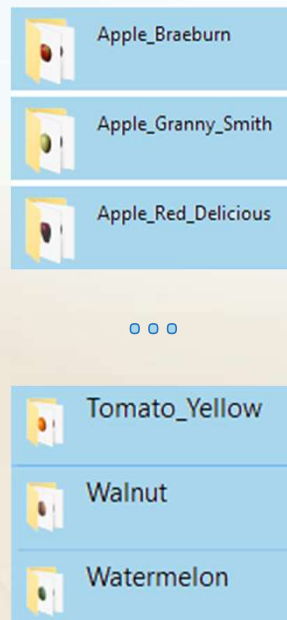 Apple_Braeburn
Apple_Granny_Smith
Apple_Red_Delicious
Tomato_Yellow
Walnut
Watermelon